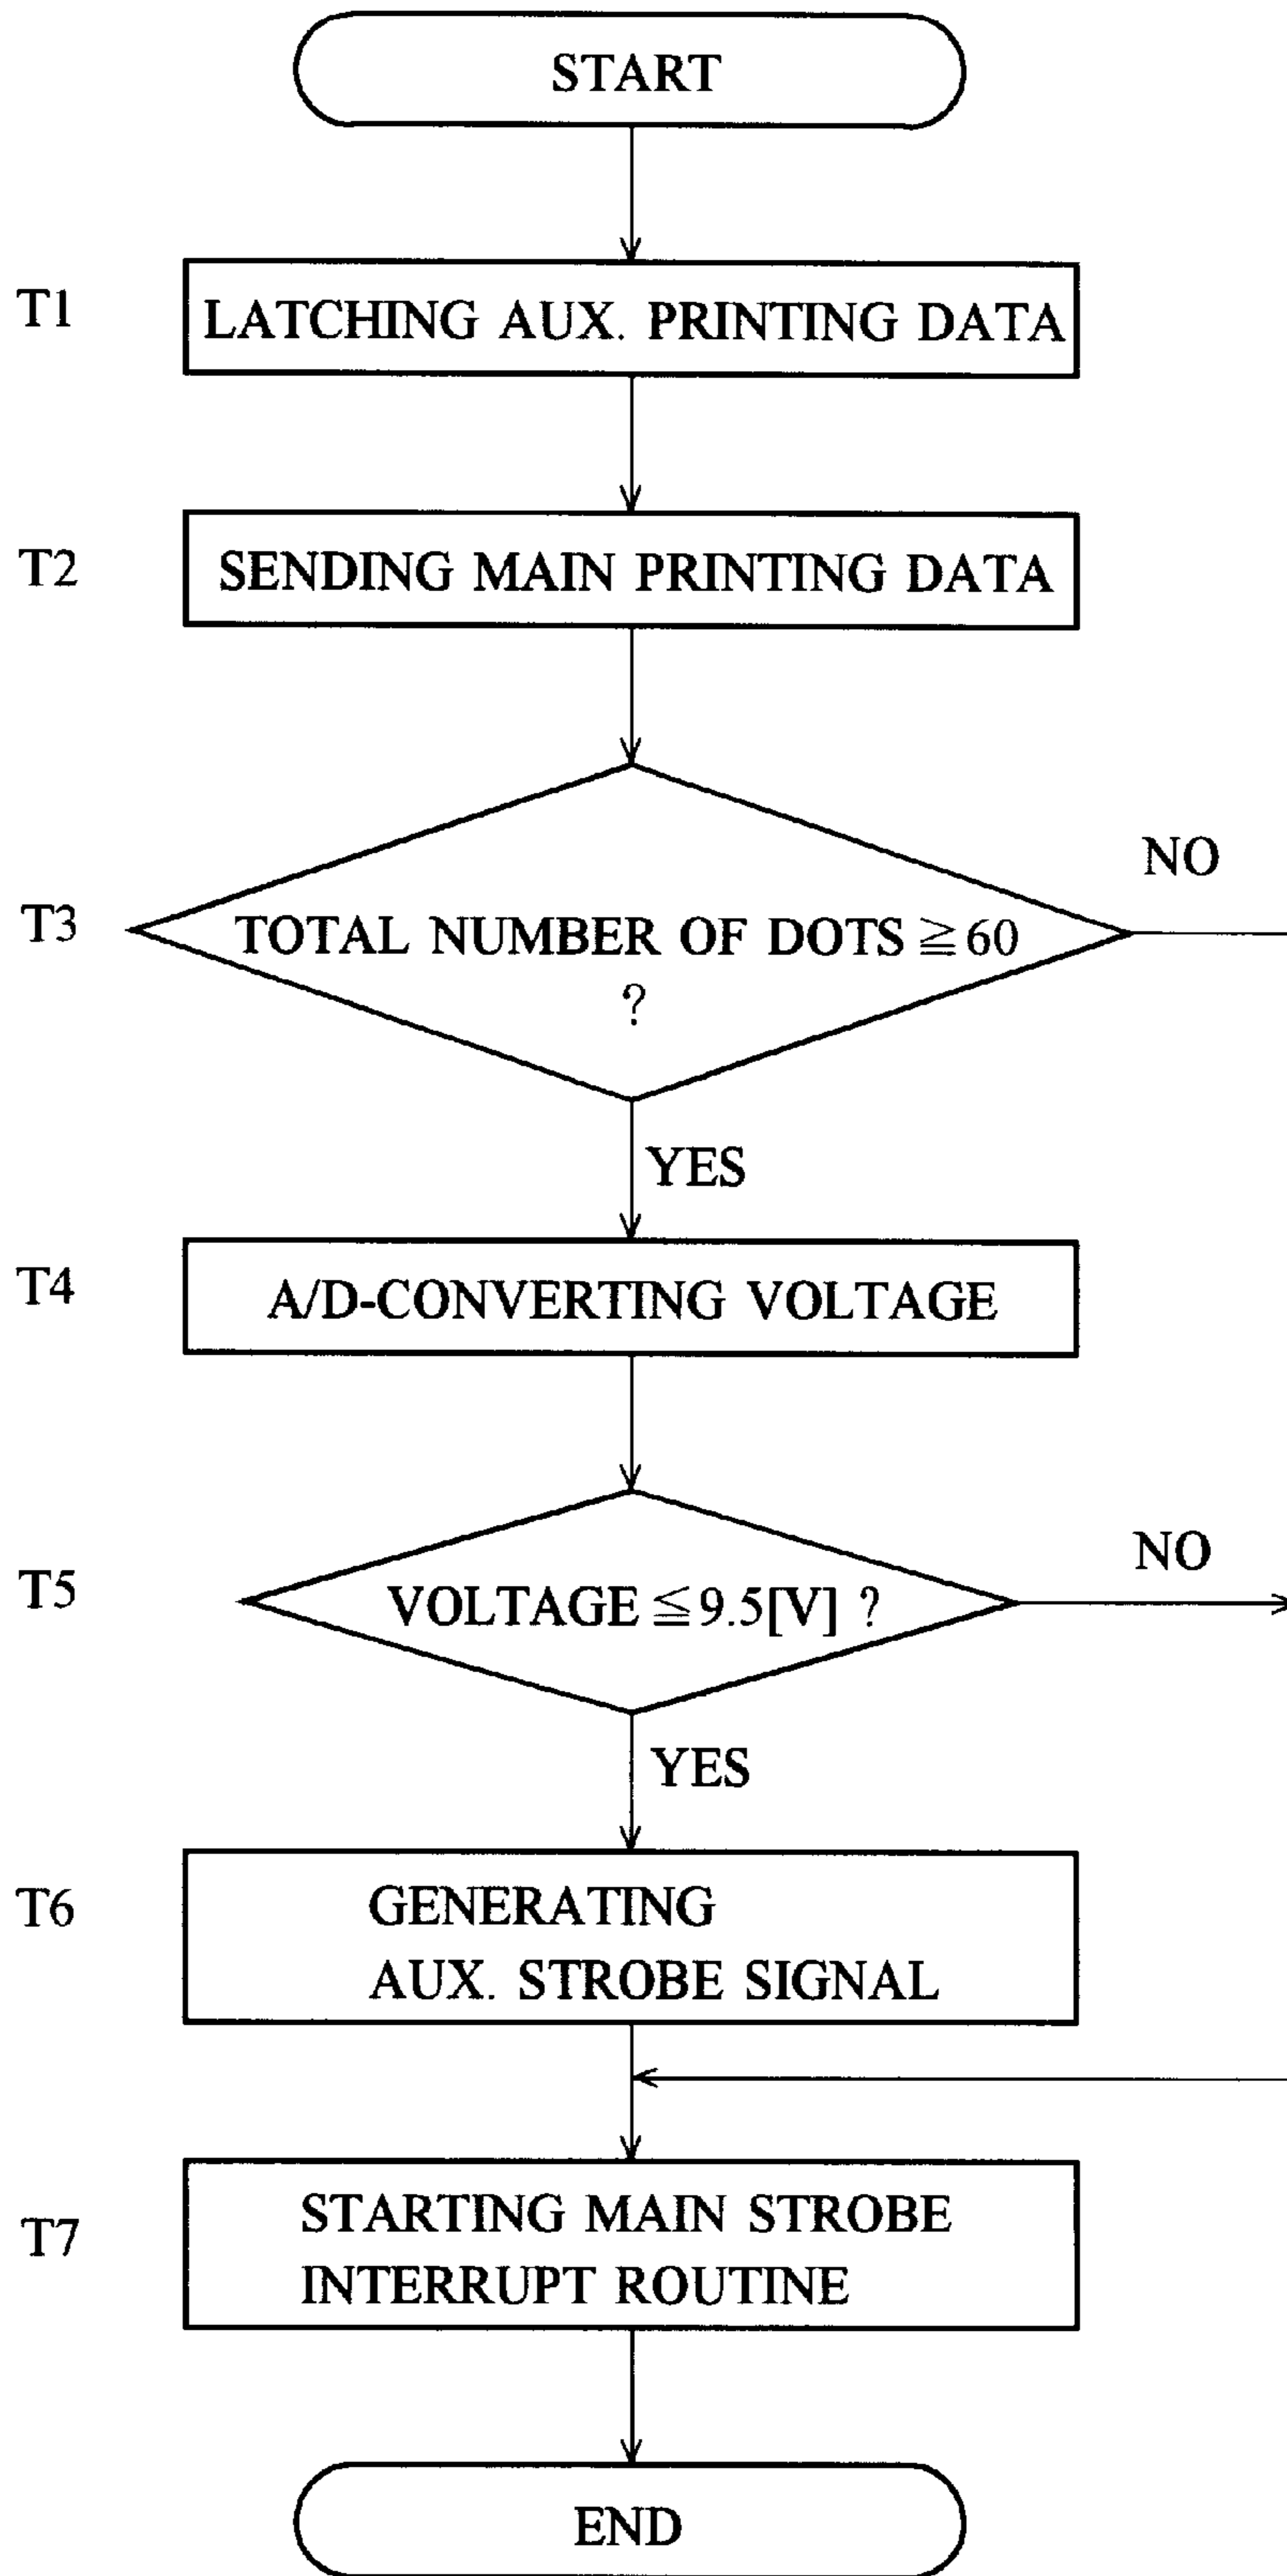 START
T1
LATCHING AUX. PRINTING DATA
T2
SENDING MAIN PRINTING DATA
T3
TOTAL NUMBER OF DOTS ≧ 60
?
NO
YES
T4
A/D-CONVERTING VOLTAGE
T5
VOLTAGE ≦ 9.5[V] ?
NO
YES
T6
GENERATING
AUX. STROBE SIGNAL
T7
STARTING MAIN STROBE
INTERRUPT ROUTINE
END